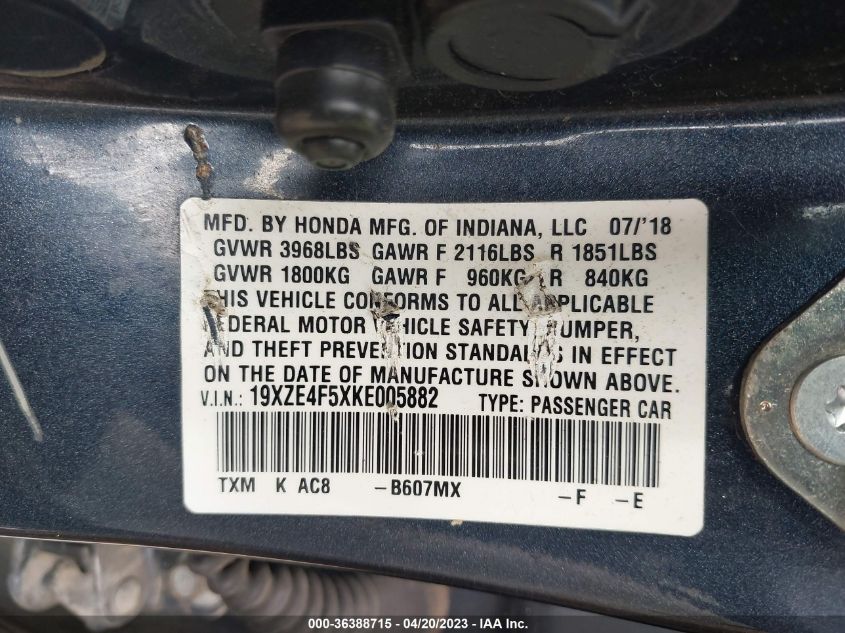 MFD. BY HONDA MFG. OF INDIANA, LLC 07/'18
GVWR 3968LBS GAWR F 2116LBS R 1851LBS
GVWR 1800KG GAWR F 960KG R 840KG
THIS VEHICLE CONFORMS TO ALL APPLICABLE
FEDERAL MOTOR VEHICLE SAFETY, BUMPER,
AND THEFT PREVENTION STANDARDS IN EFFECT
ON THE DATE OF MANUFACTURE SHOWN ABOVE.
V.I.N.: 19XZE4F5XKE005882 TYPE: PASSENGER CAR
TXM K AC8 -B607MX -F -E
000-36388715 - 04/20/2023 - IAA Inc.